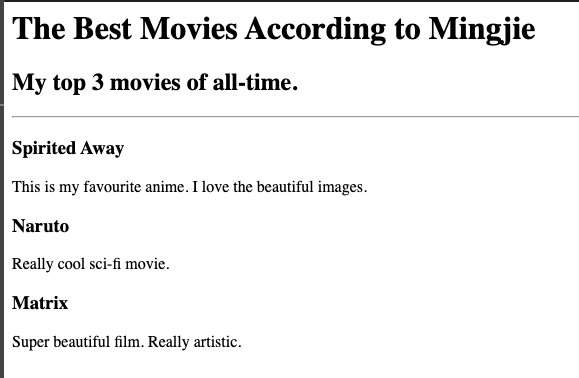 The Best Movies According to Mingjie
My top 3 movies of all-time.
Spirited Away
This is my favourite anime. I love the beautiful images.
Naruto
Really cool sci-fi movie.
Matrix
Super beautiful film. Really artistic.